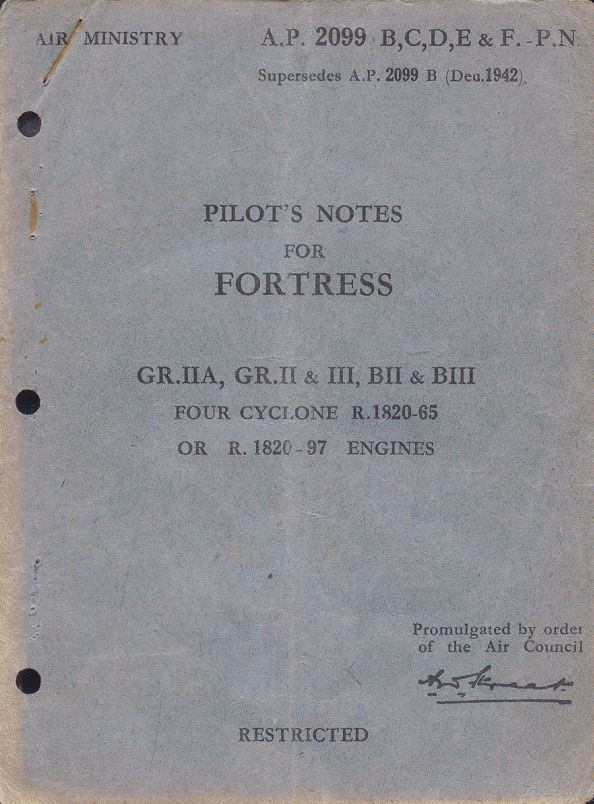 AIR MINISTRY
A.P. 2099 B,C,D,E & F.-P.N.
Supersedes A.P. 2099 B (Dec.1942)
PILOT'S NOTES
FOR
FORTRESS
GR.IIA, GR.II & III, BII & BIII
FOUR CYCLONE R.1820-65
OR R. 1820-97 ENGINES
Promulgated by order
of the Air Council
RESTRICTED